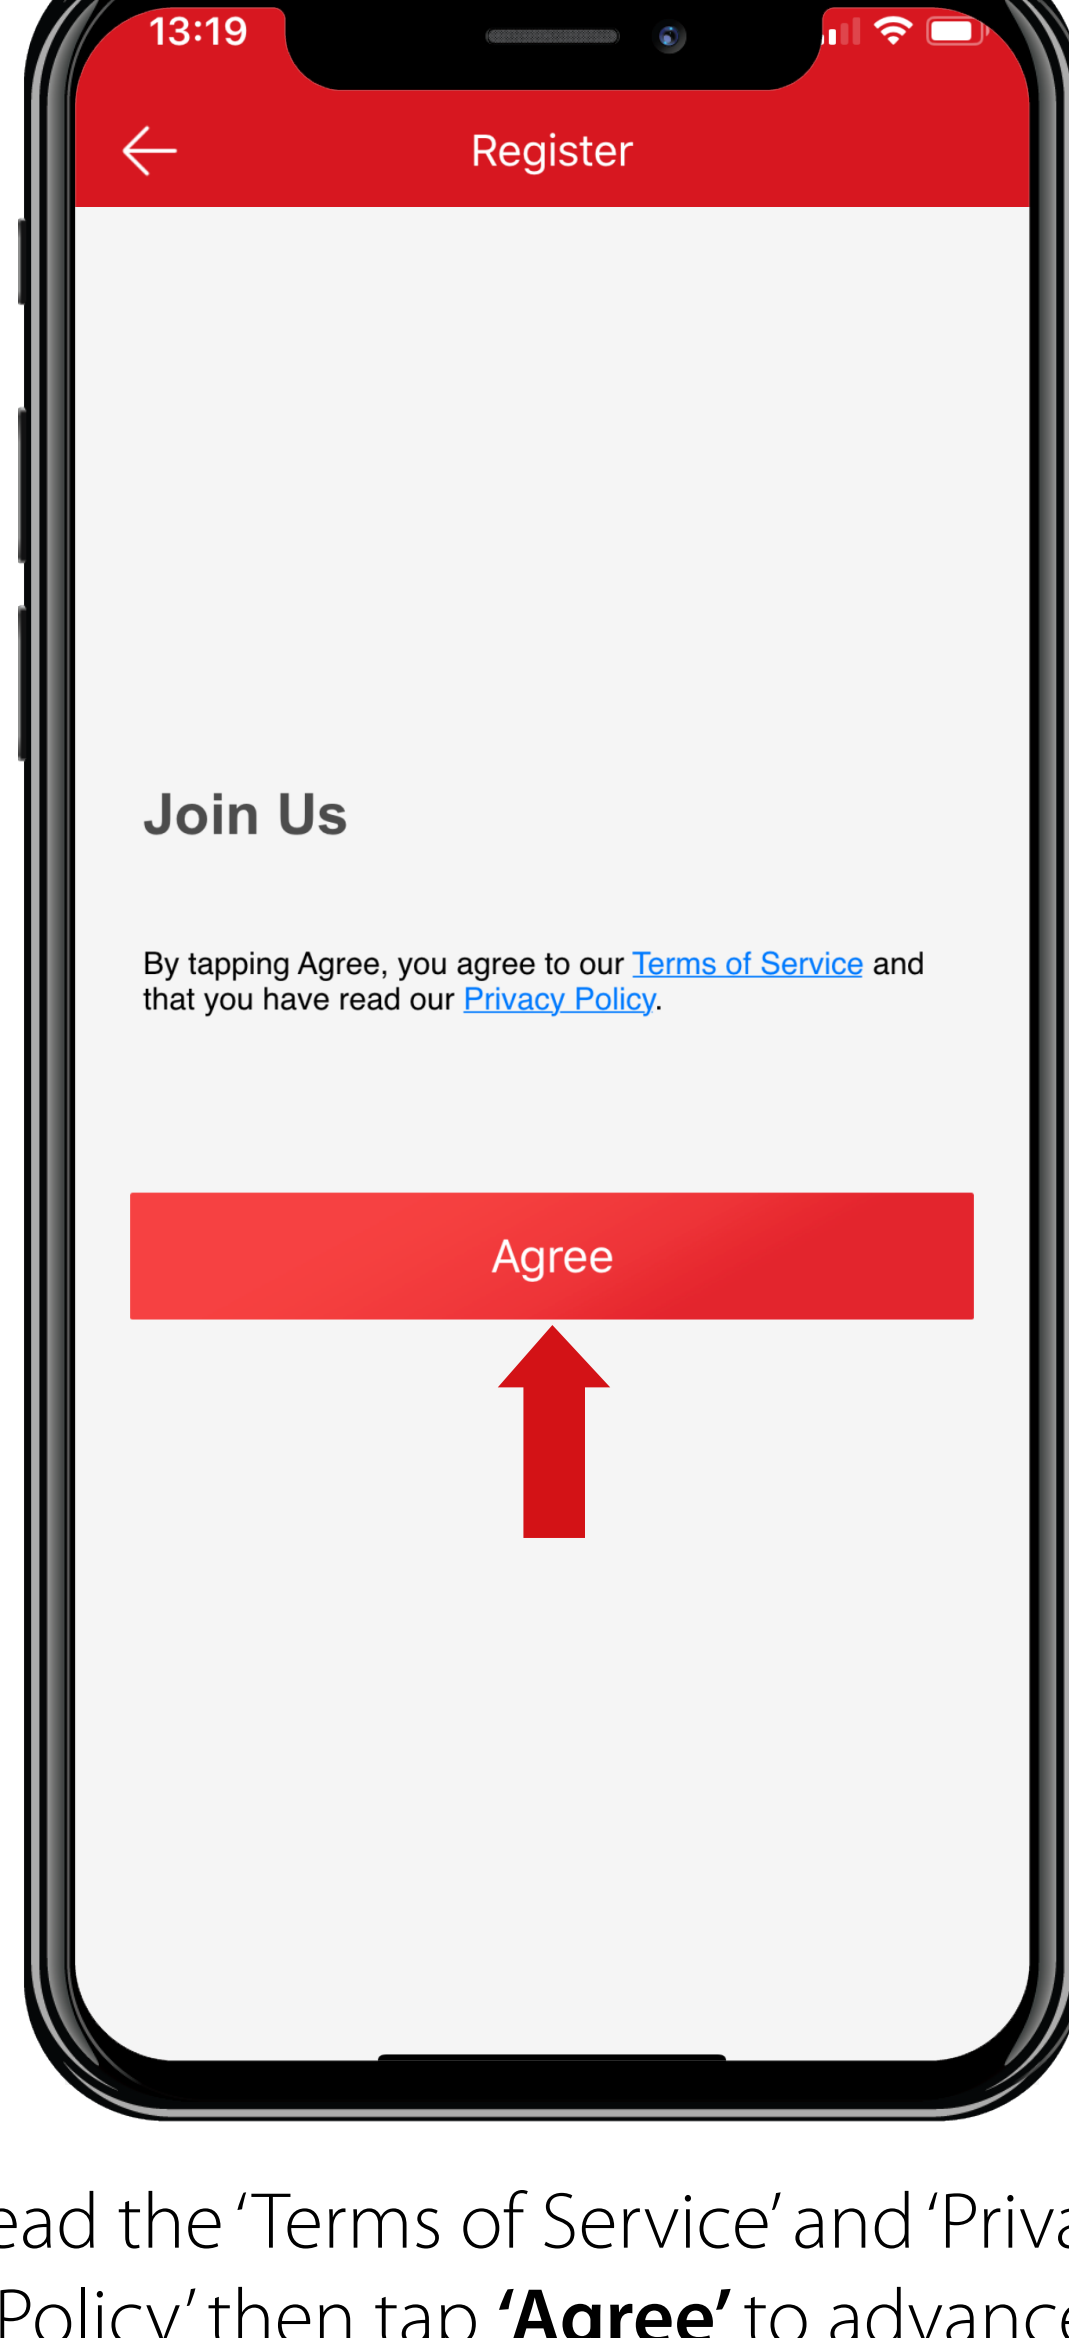 13:19
Register
Join Us
By tapping Agree, you agree to our Terms of Service and
that you have read our Privacy Policy.
Agree
ead the ‘Terms of Service’ and ‘Priva
Policy’ then tap ‘Agree’ to advance